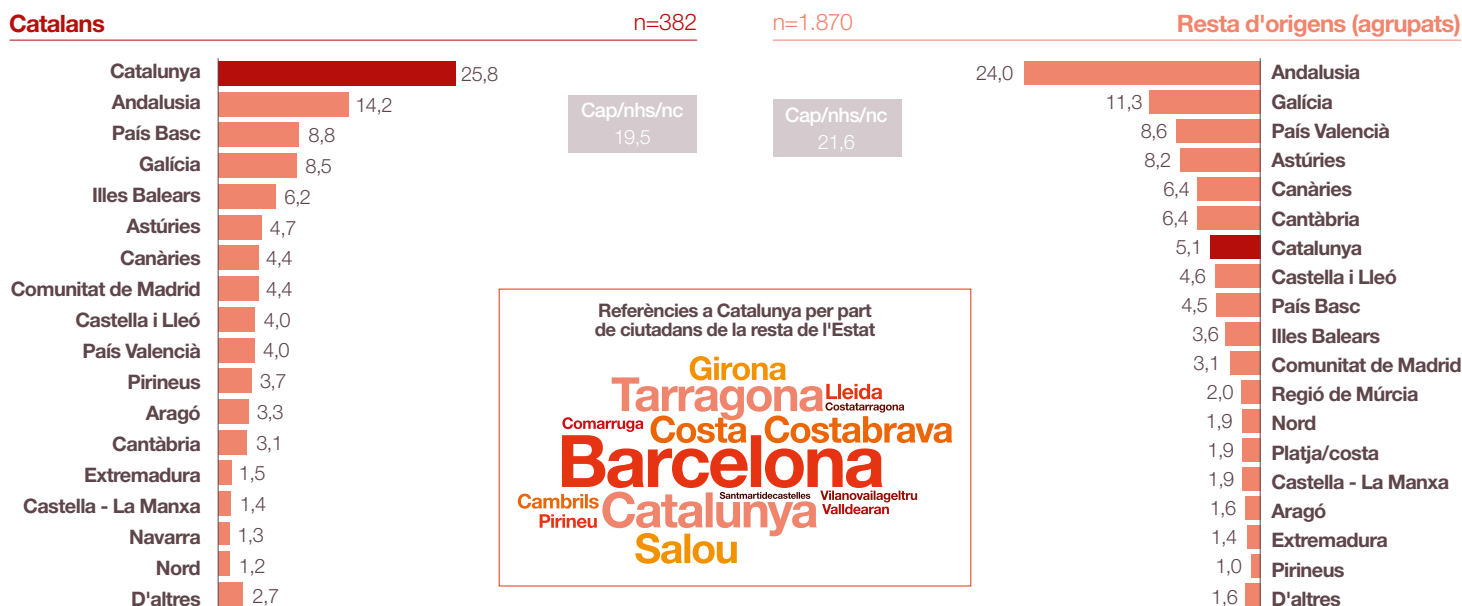 Catalans n=382
Catalunya 25,8
Andalusia 14,2
País Basc 8,8
Galícia 8,5
Illes Balears 6,2
Astúries 4,7
Canàries 4,4
Comunitat de Madrid 4,4
Castella i Lleó 4,0
País Valencià 4,0
Pirineus 3,7
Aragó 3,3
Cantàbria 3,1
Extremadura 1,5
Castella - La Manxa 1,4
Navarra 1,3
Nord 1,2
D'altres 2,7
Cap/nhs/nc
19,5
n=1.870 Resta d'orígens (agrupats)
24,0 Andalusia
11,3 Galícia
8,6 País Valencià
8,2 Astúries
6,4 Canàries
6,4 Cantàbria
5,1 Catalunya
4,6 Castella i Lleó
4,5 País Basc
3,6 Illes Balears
3,1 Comunitat de Madrid
2,0 Regió de Múrcia
1,9 Nord
1,9 Platja/costa
1,9 Castella - La Manxa
1,6 Aragó
1,4 Extremadura
1,0 Pirineus
1,6 D'altres
Cap/nhs/nc
21,6
Referències a Catalunya per part
de ciutadans de la resta de l'Estat
Girona
Tarragona Lleida
Costatarragona
Comarruga Costa Costabrava
Barcelona
Cambrils Catalunya Santmartidecastelles Vilanovailageltru
Pirineu Valldearan
Salou